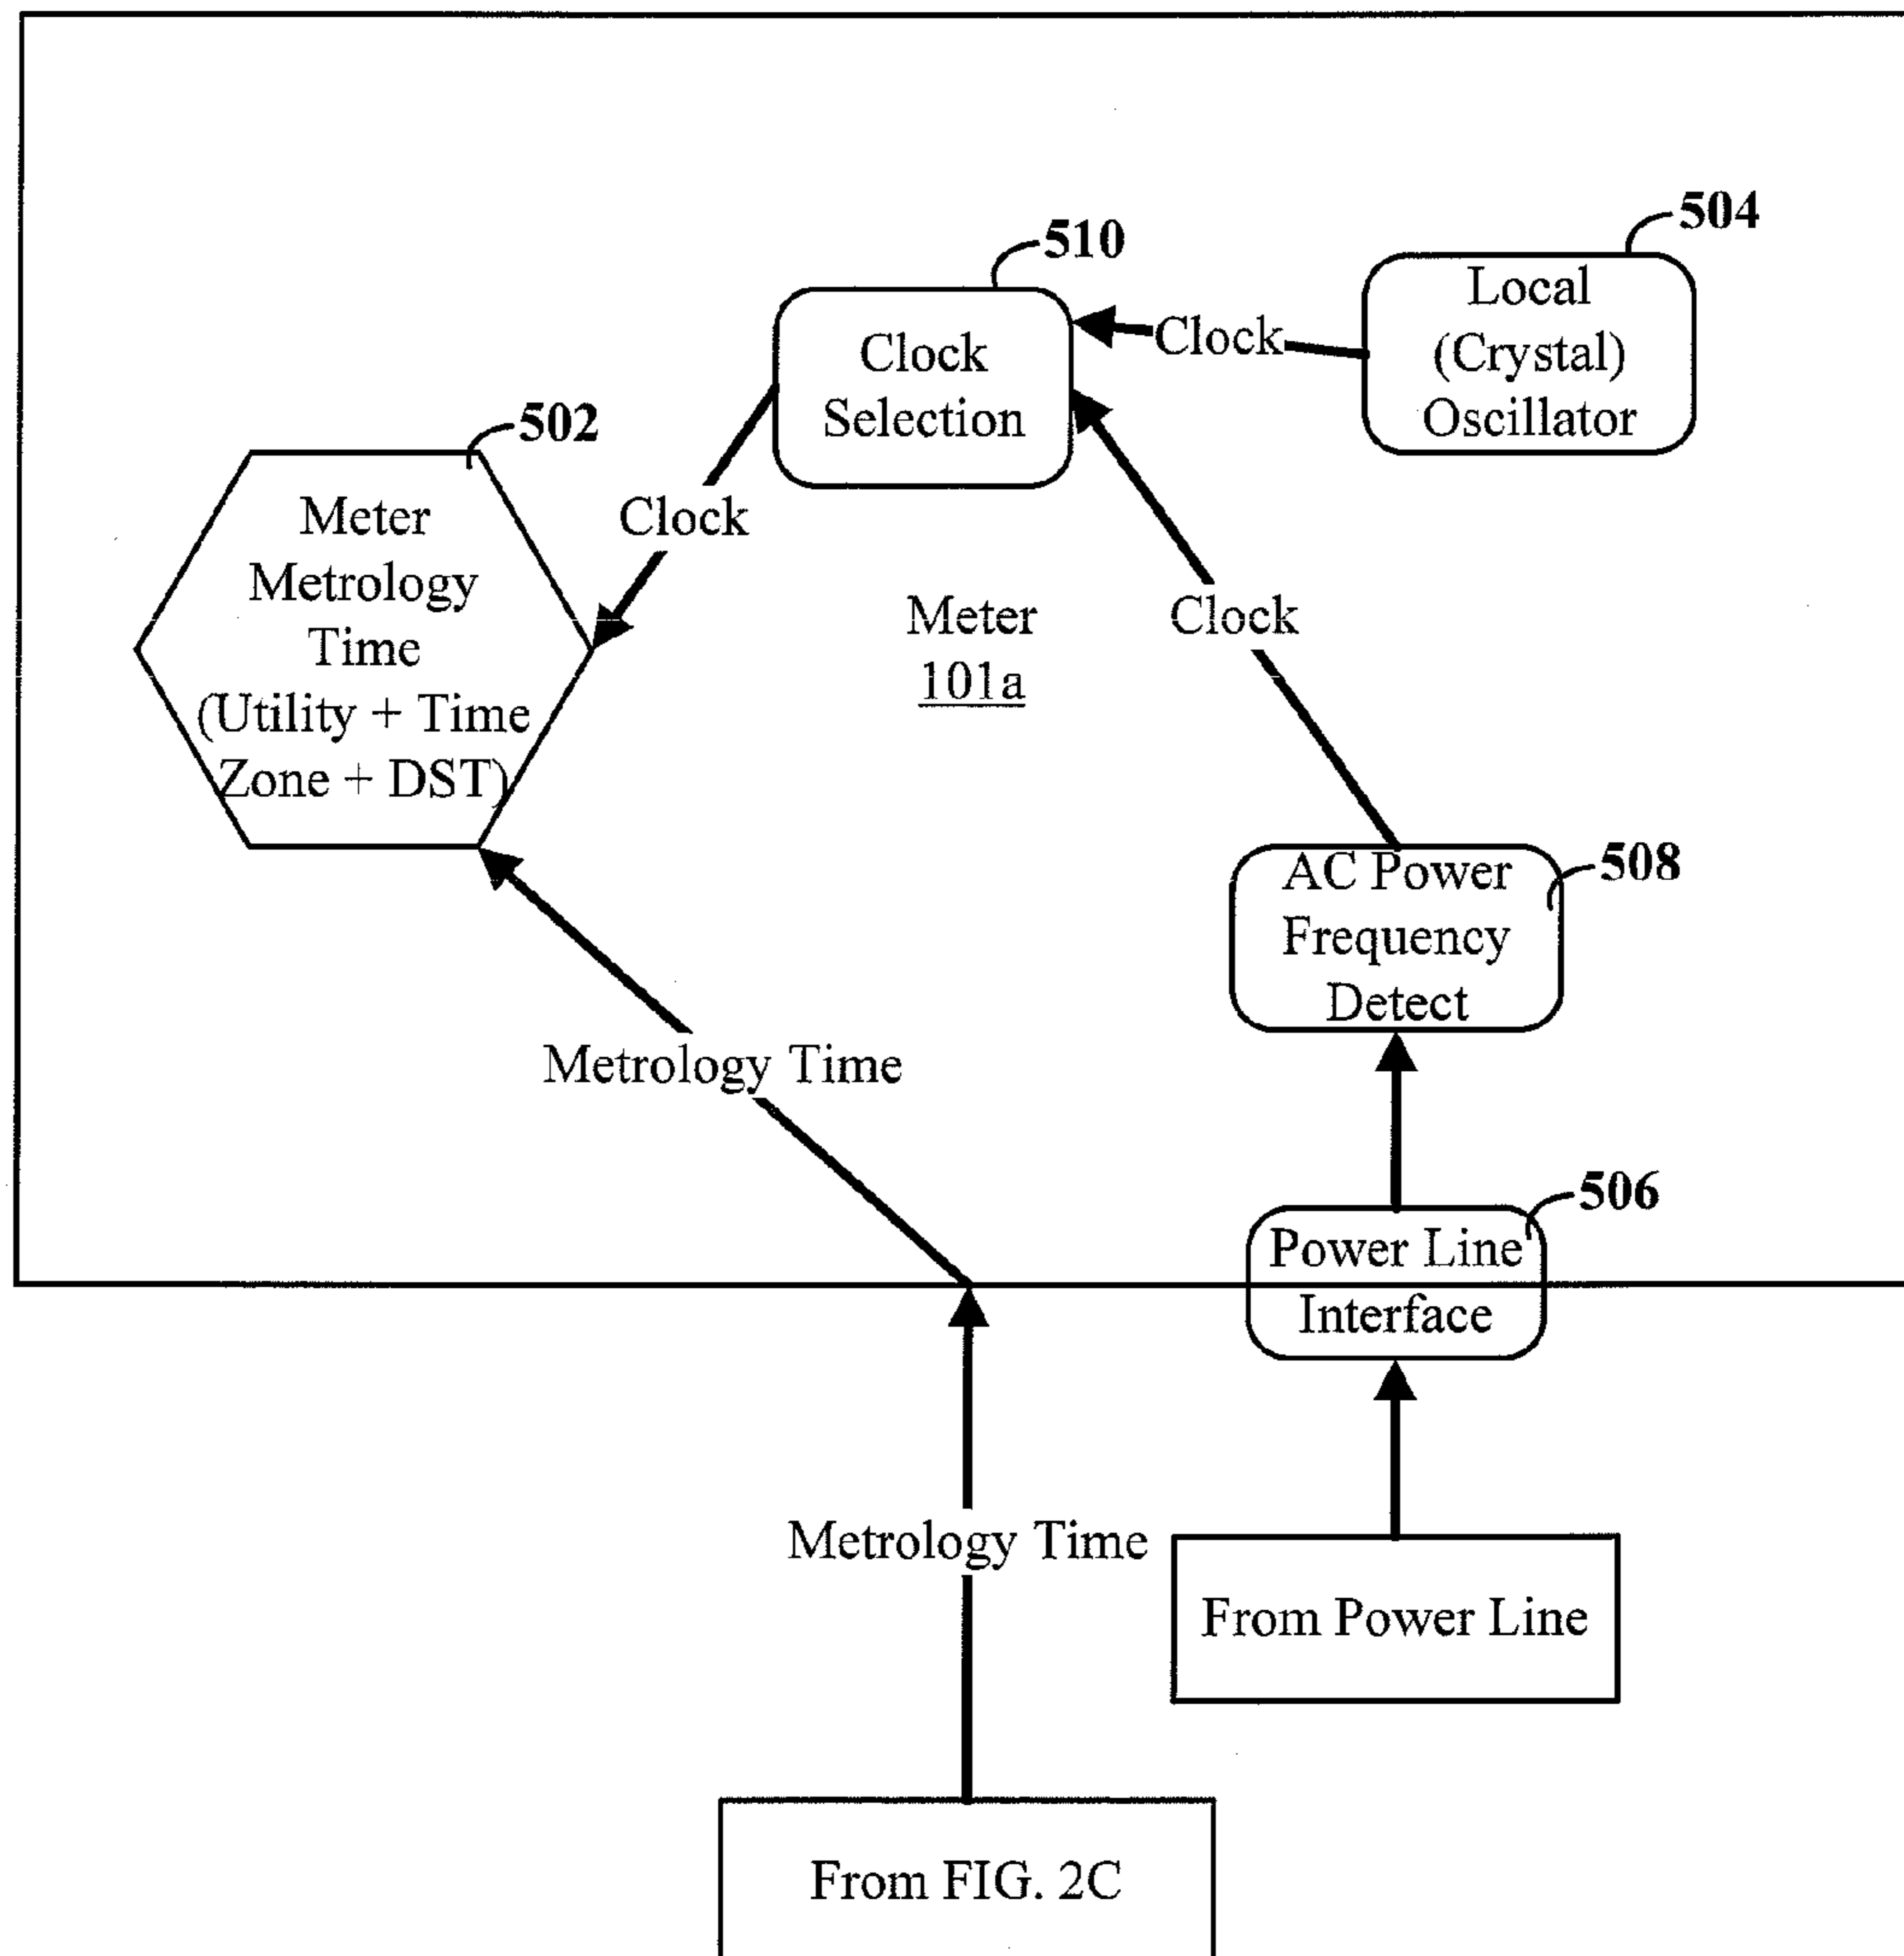 504
510
Local
(Crystal)
Oscillator
Clock
Clock
Selection
502
Clock
Meter
Metrology
Time
(Utility + Time
Zone + DST)
Meter
101a
Clock
508
AC Power
Frequency
Detect
Metrology Time
506
Power Line
Interface
Metrology Time
From Power Line
From FIG. 2C